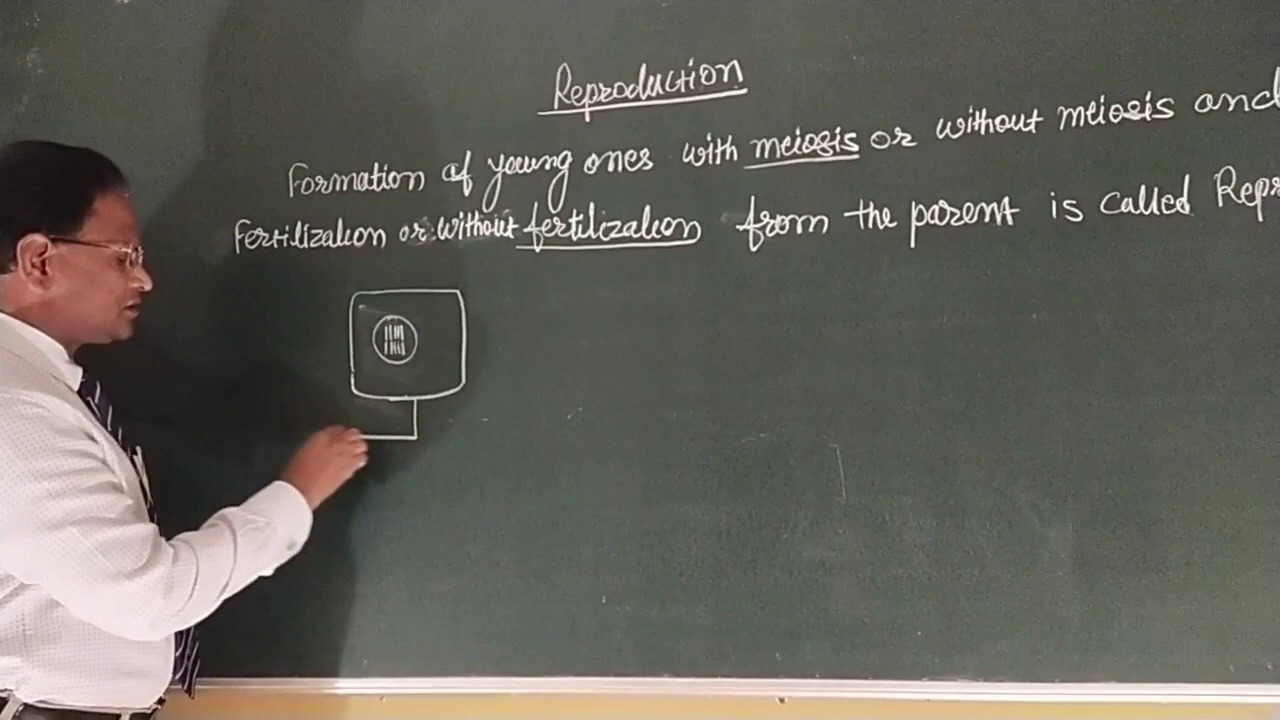 Reproduction
Formation of young ones with meiosis or without meiosis and
Fertilization or without fertilization from the parent is called Repr